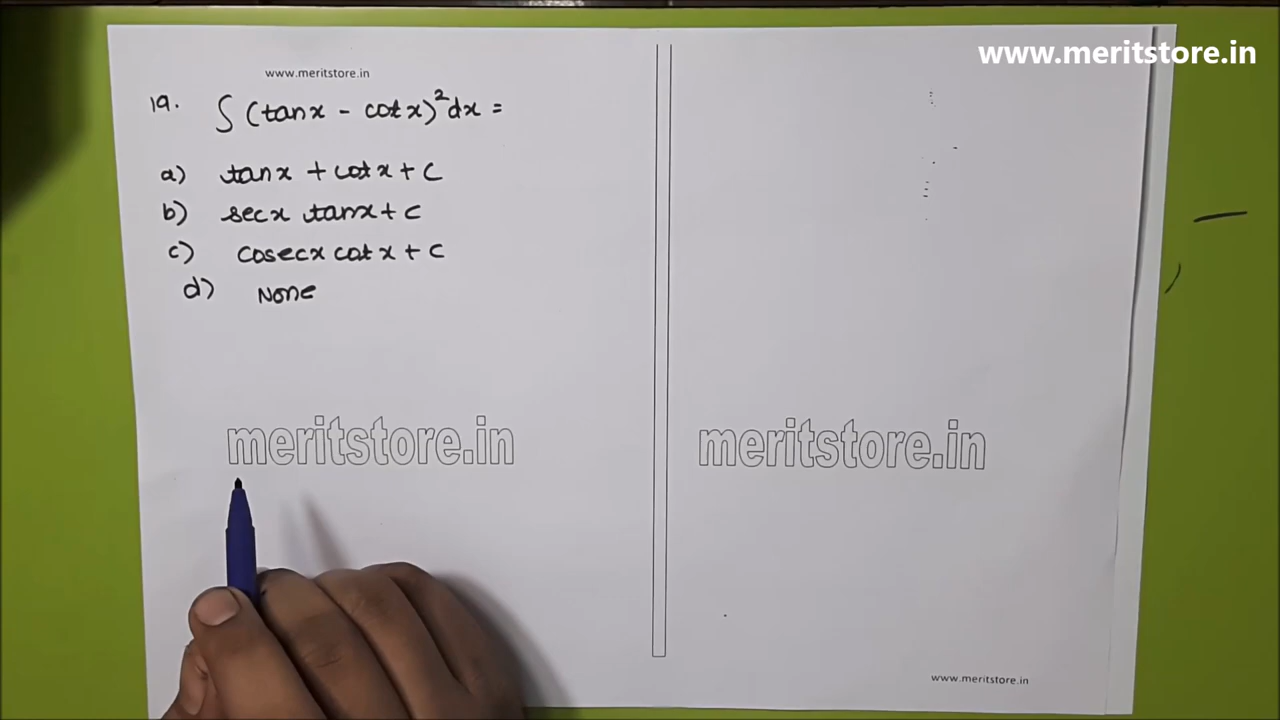 www.meritstore.in
www.meritstore.in
19. ∫ (tanx - cotx)²dx =
a) tanx + cotx + C
b) secx tanx + c
c) cosecx cotx + c
d) None
meritstore.in meritstore.in
www.meritstore.in